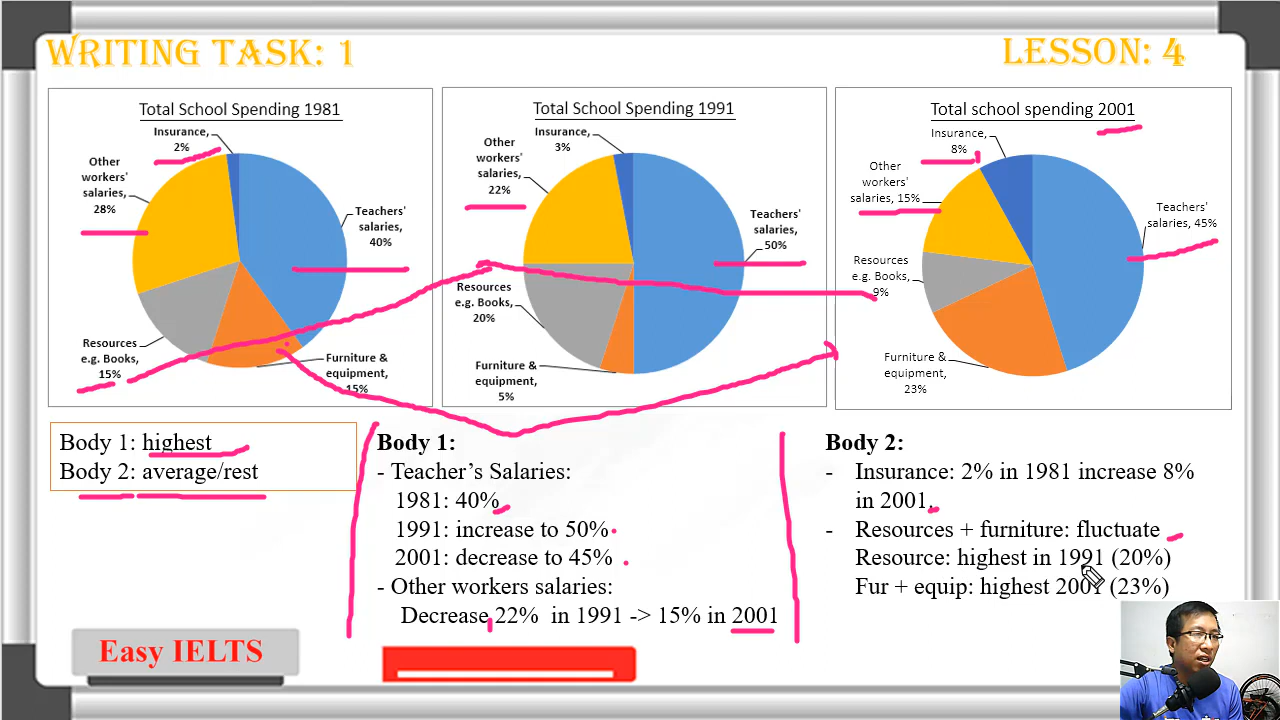 WRITING TASK: 1
LESSON: 4
Total School Spending 1981
Insurance,
2%
Other
workers'
salaries,
28%
Teachers'
salaries,
40%
Resources
e.g. Books,
15%
Furniture &
equipment,
15%
Total School Spending 1991
Insurance,
3%
Other
workers'
salaries,
22%
Teachers'
salaries,
50%
Resources
e.g. Books,
20%
Furniture &
equipment,
5%
Total school spending 2001
Insurance,
8%
Other
workers'
salaries, 15%
Teachers'
salaries, 45%
Resources
e.g. Books,
9%
Furniture &
equipment,
23%
Body 1: highest
Body 2: average/rest
Body 1:
- Teacher's Salaries:
1981: 40%
1991: increase to 50%
2001: decrease to 45%
- Other workers salaries:
Decrease 22% in 1991 -> 15% in 2001
Body 2:
- Insurance: 2% in 1981 increase 8%
in 2001.
- Resources + furniture: fluctuate
Resource: highest in 1991 (20%)
Fur + equip: highest 2001 (23%)
Easy IELTS